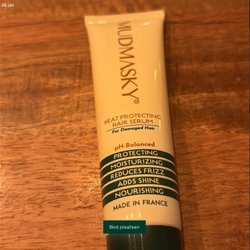 26 jan
MUDMASKY®
HEAT PROTECTING
HAIR SERUM
For Damaged Hair
pH-Balanced
PROTECTING
MOISTURIZING
REDUCES FRIZZ
ADDS SHINE
NOURISHING
MADE IN FRANCE
Bod plaatsen